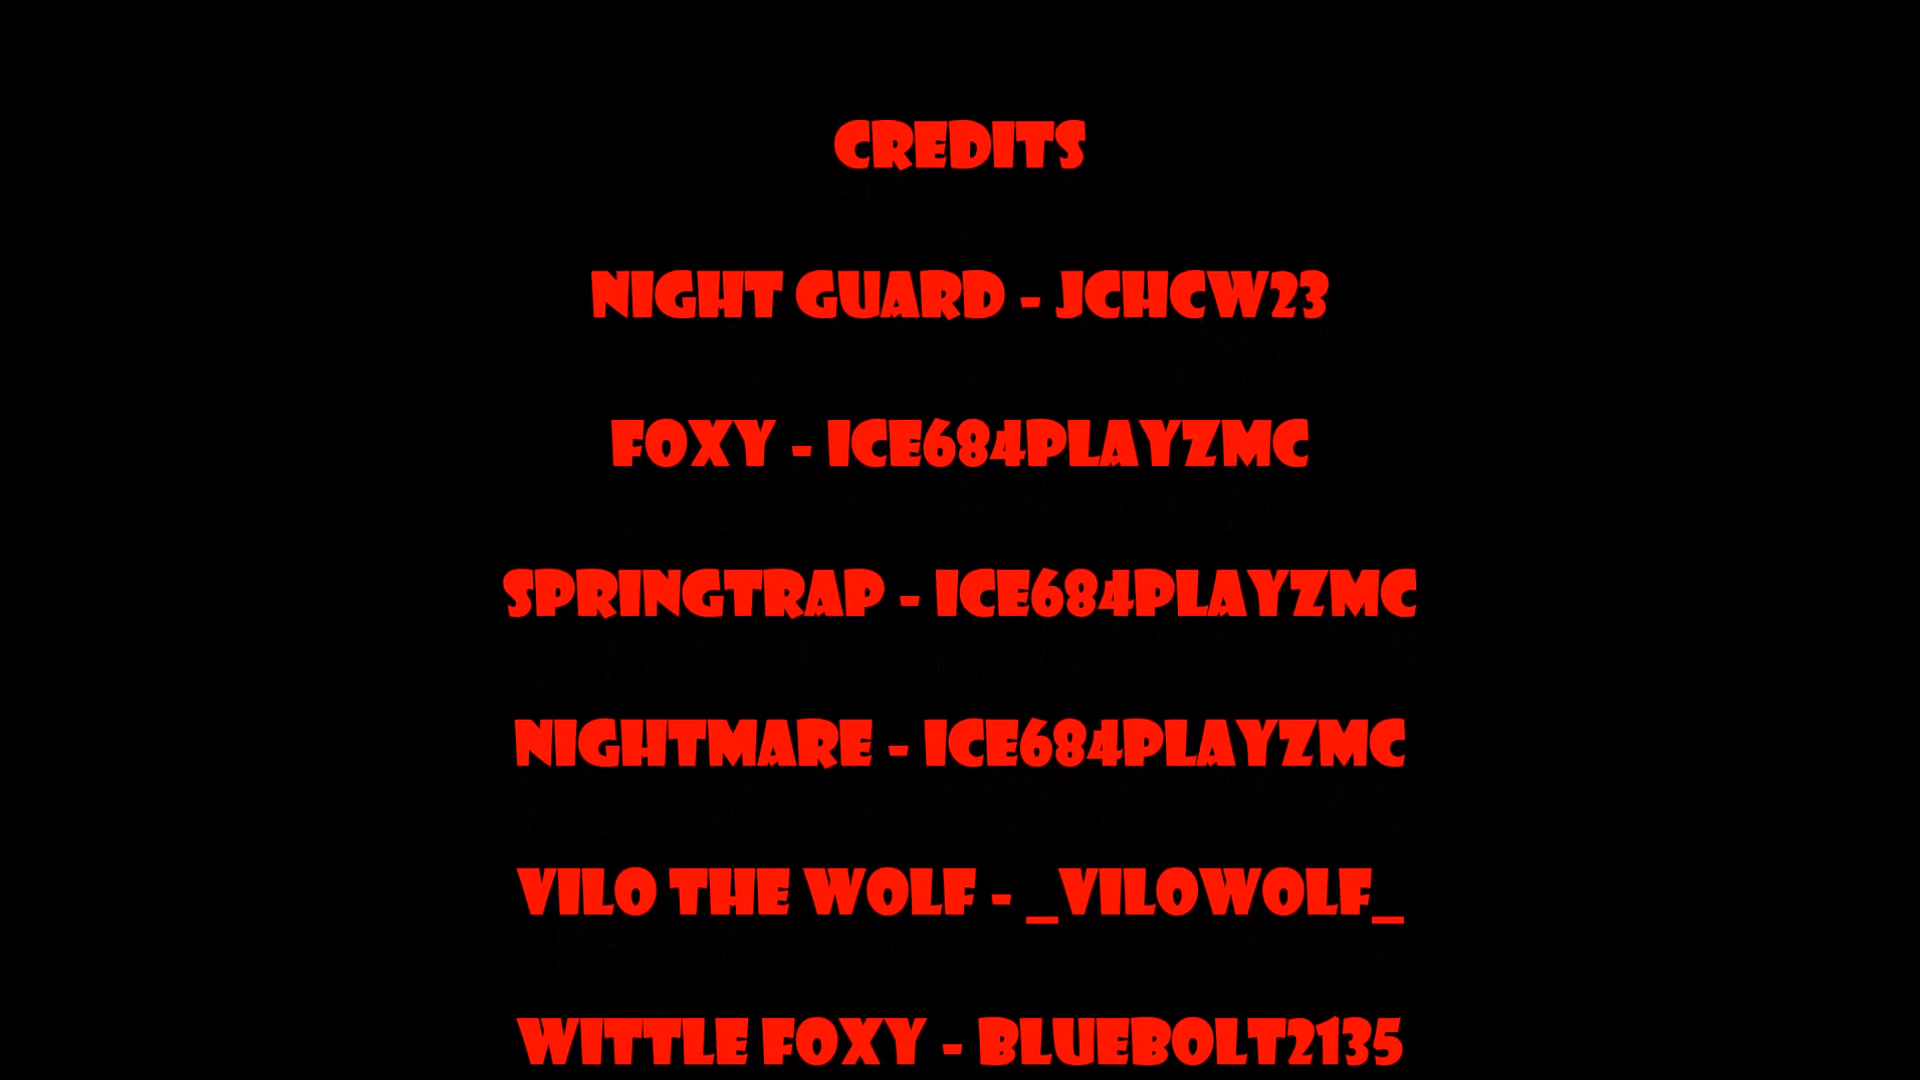 CREDITS
NIGHT GUARD - JCHCW23
FOXY - ICE684PLAYZMC
SPRINGTRAP - ICE684PLAYZMC
NIGHTMARE - ICE684PLAYZMC
VILO THE WOLF - _VILOWOLF_
WITTLE FOXY - BLUEBOLT2135